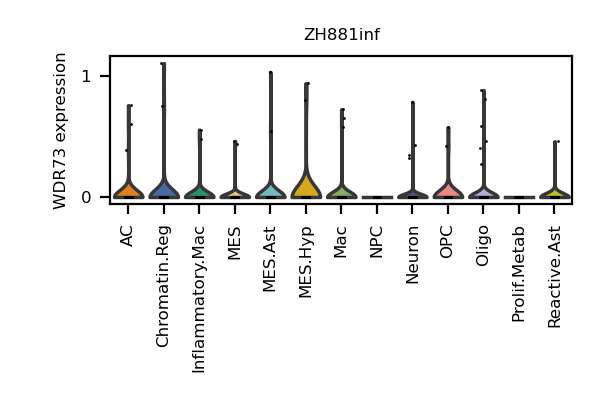 ZH881inf
WDR73 expression
1
0
AC
Chromatin.Reg
Inflammatory.Mac
MES
MES.Ast
MES.Hyp
Mac
NPC
Neuron
OPC
Oligo
Prolif.Metab
Reactive.Ast